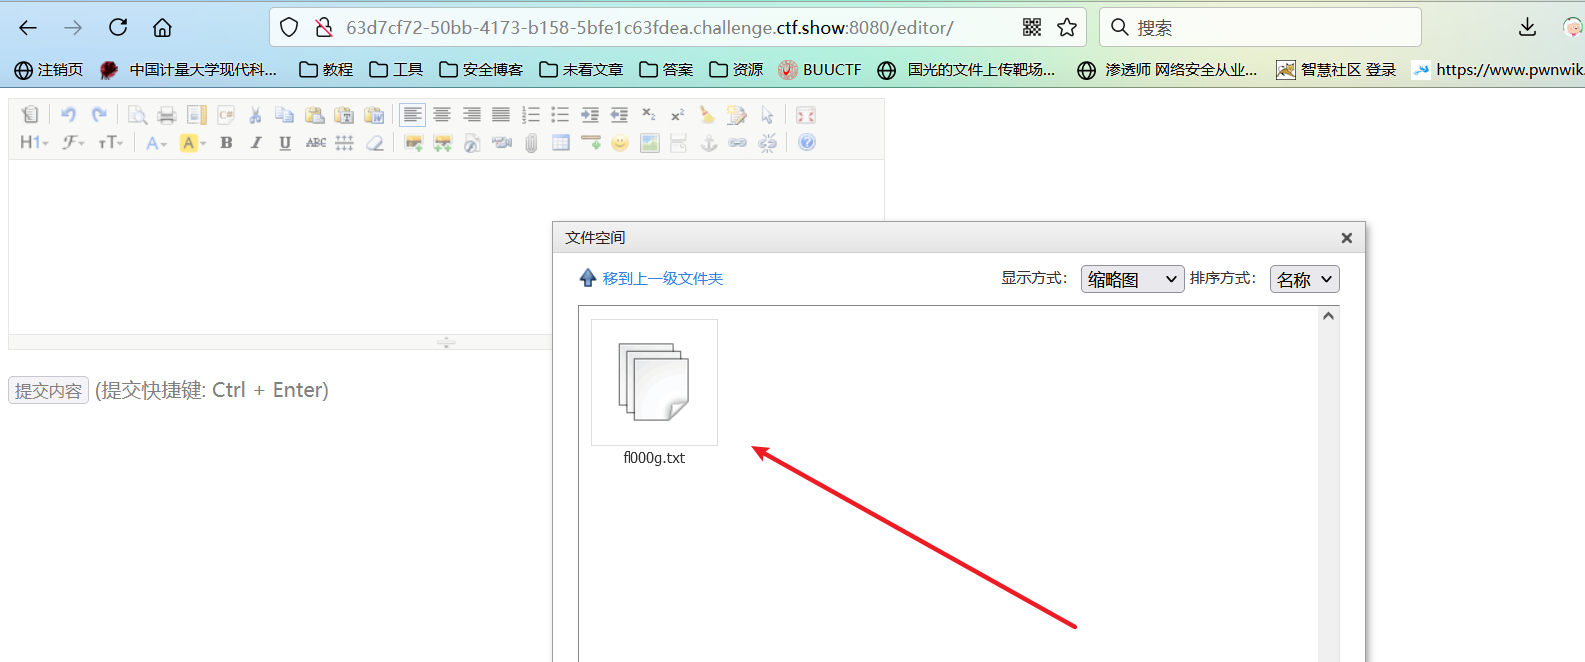 63d7cf72-50bb-4173-b158-5bfe1c63fdea.challenge.ctf.show:8080/editor/
搜索
注销页 中国计量大学现代科... 教程 工具 安全博客 未看文章 答案 资源 BUUCTF 国光的文件上传靶场... 渗透师 网络安全从业... 智慧社区 登录 https://www.pwnwik
H1 F TT A A B I U ABC
文件空间
移到上一级文件夹 显示方式: 缩略图 排序方式: 名称
fl000g.txt
提交内容 (提交快捷键: Ctrl + Enter)